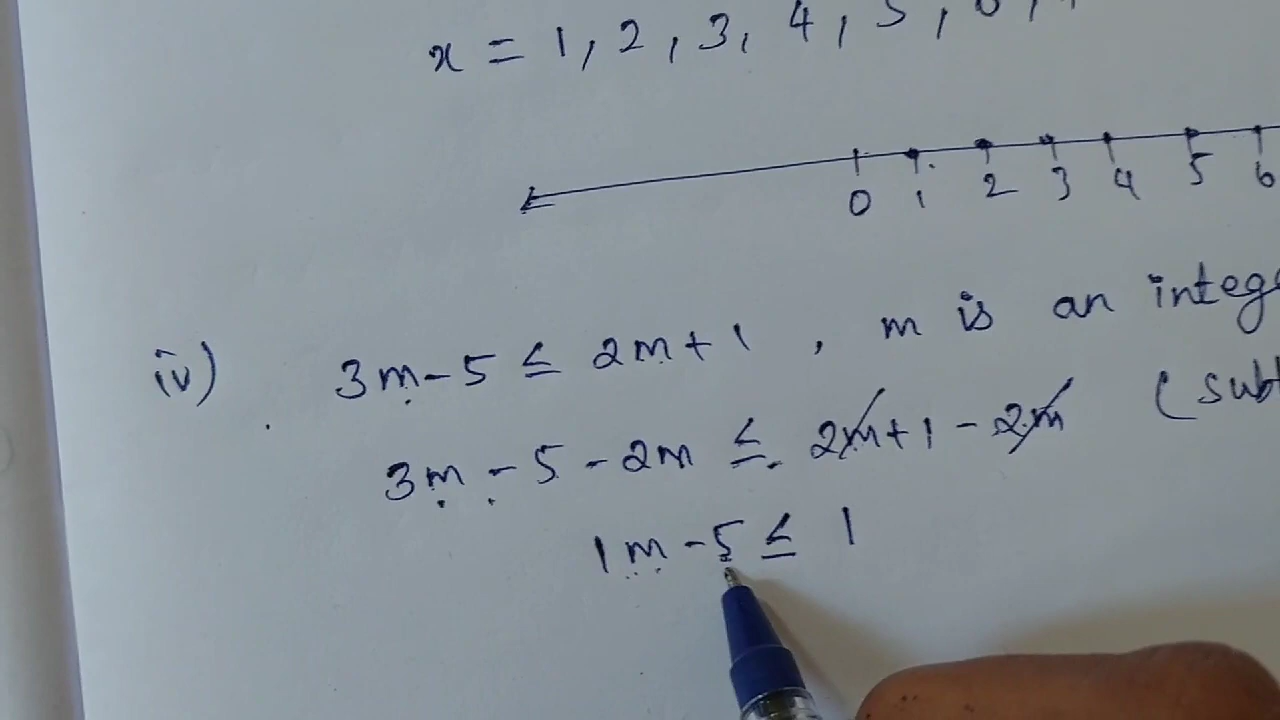 x = 1, 2, 3, 4, 5,
0 1 2 3 4 5 6
iv) 3m - 5 ≤ 2m + 1 , m is an
3m - 5 - 2m ≤ 2m + 1 - 2m
1m - 5 ≤ 1